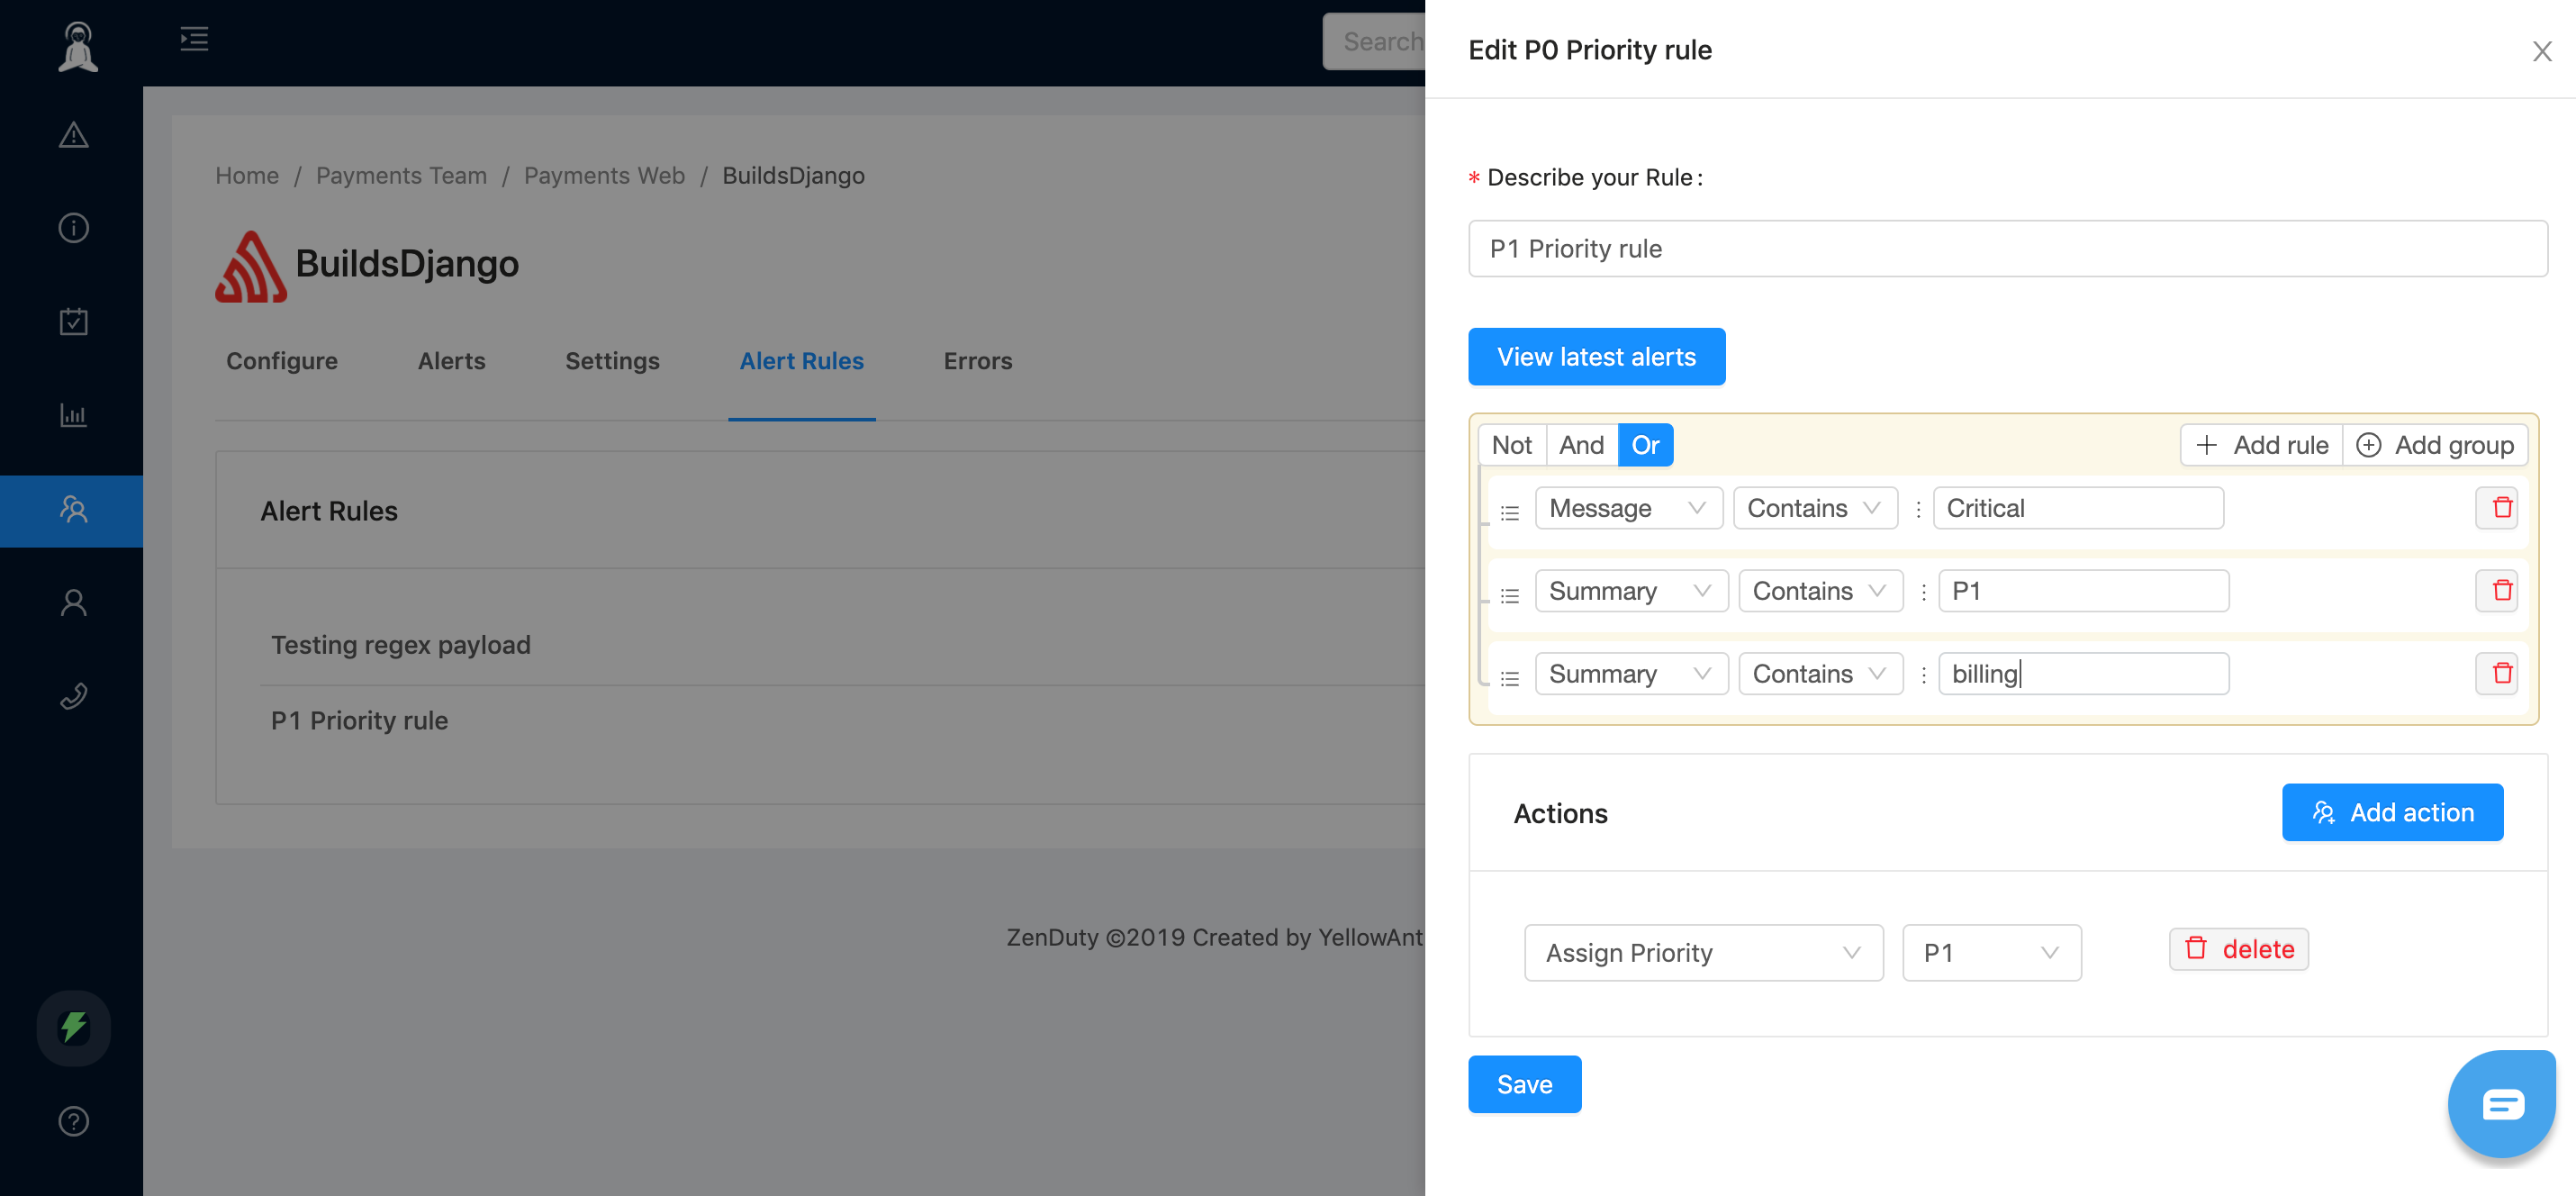 Search
Home / Payments Team / Payments Web / BuildsDjango
BuildsDjango
Configure Alerts Settings Alert Rules Errors
Alert Rules
Testing regex payload
P1 Priority rule
ZenDuty ©2019 Created by YellowAnt
Edit P0 Priority rule
* Describe your Rule:
P1 Priority rule
View latest alerts
Not And Or + Add rule Add group
Message Contains : Critical
Summary Contains : P1
Summary Contains : billing
Actions Add action
Assign Priority P1 delete
Save